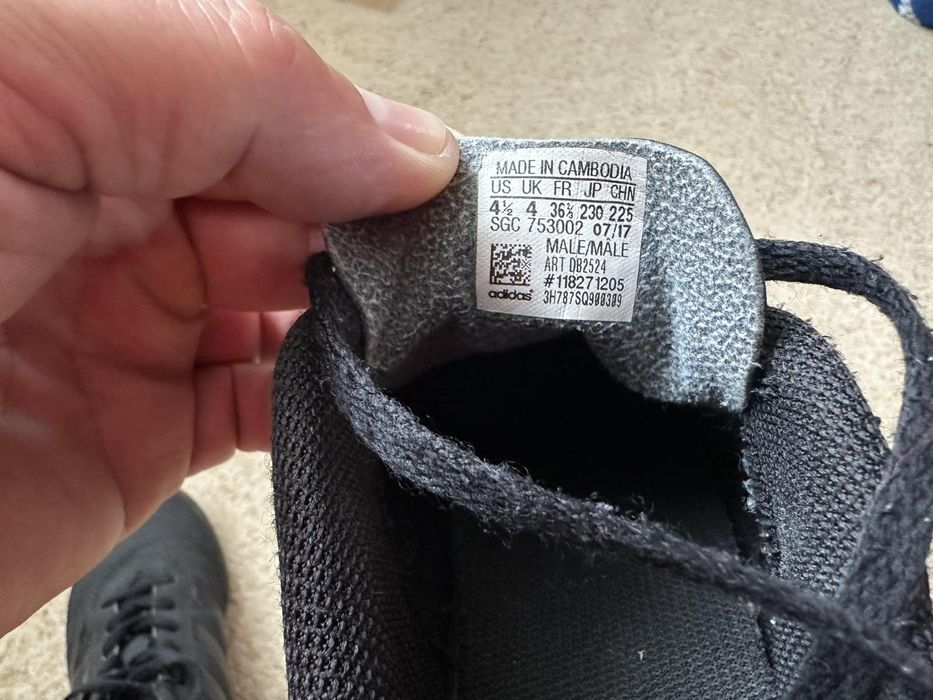 MADE IN CAMBODIA
US UK FR JP CHN
4½ 4 36⅔ 230 225
SGC 753002 07/17
MALE/MÂLE
ART DB2524
#118271205
adidas® 3H787SQ900309